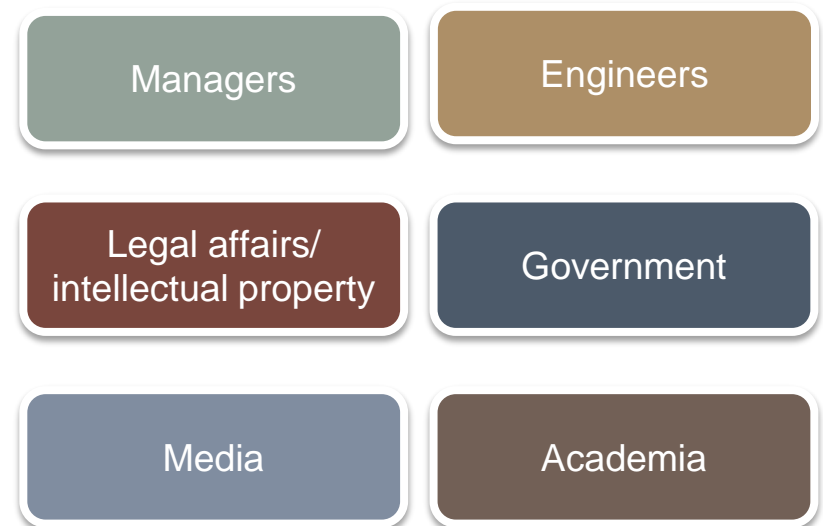 Managers
Engineers
Legal affairs/
intellectual property
Government
Media
Academia